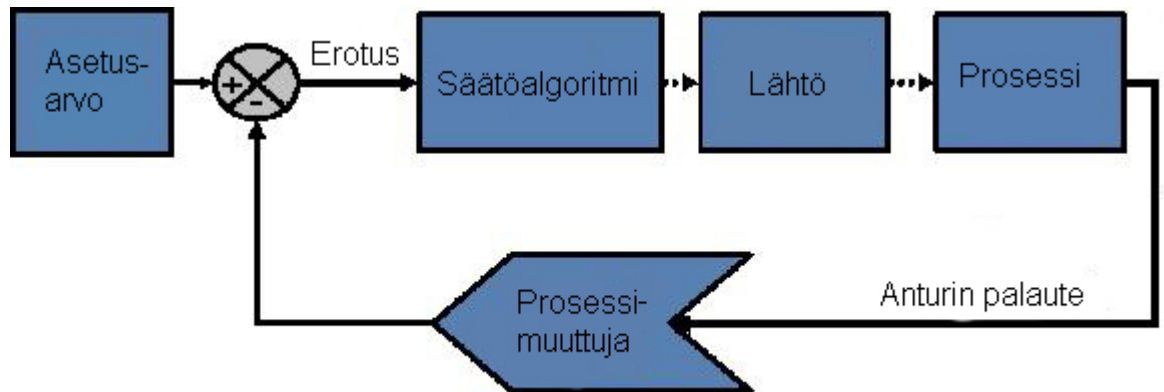 Asetus-
arvo
+
-
Erotus
Säätöalgoritmi
Lähtö
Prosessi
Prosessi-
muuttuja
Anturin palaute